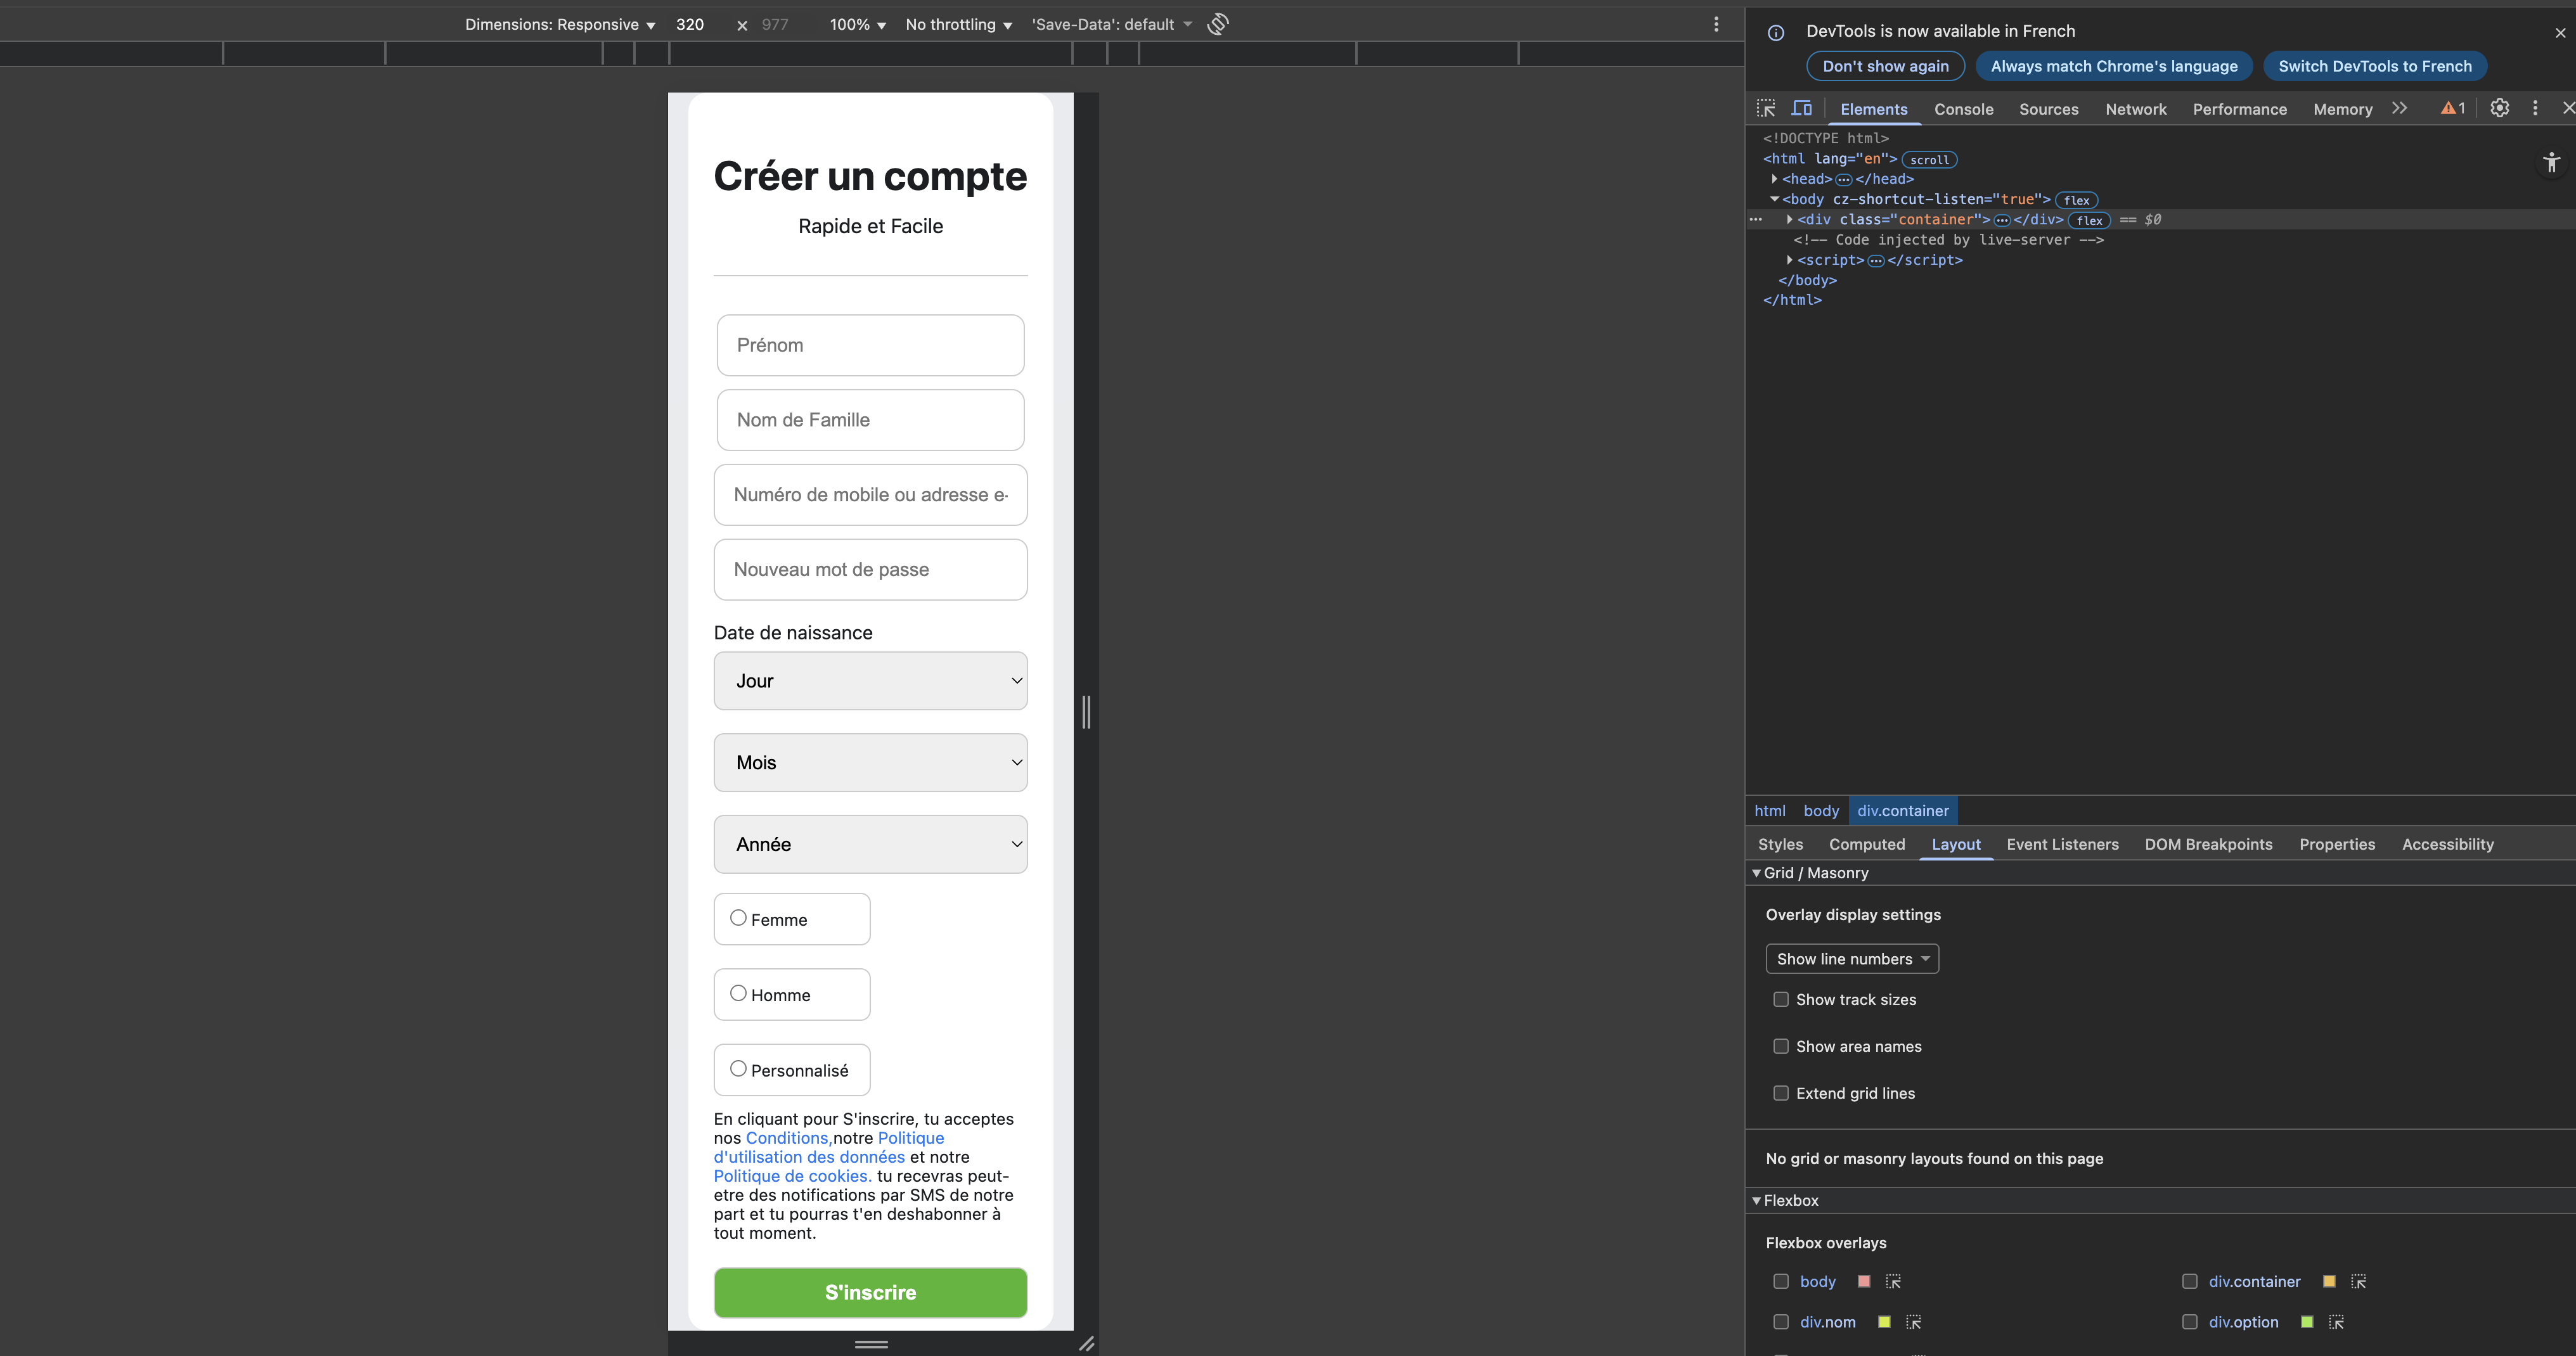 Dimensions: Responsive 320 × 977 100% No throttling 'Save-Data': default
Créer un compte
Rapide et Facile
Prénom
Nom de Famille
Numéro de mobile ou adresse e-
Nouveau mot de passe
Date de naissance
Jour
Mois
Année
Femme
Homme
Personnalisé
En cliquant pour S'inscrire, tu acceptes
nos Conditions,notre Politique
d'utilisation des données et notre
Politique de cookies. tu recevras peut-
etre des notifications par SMS de notre
part et tu pourras t'en deshabonner à
tout moment.
S'inscrire
DevTools is now available in French
Don't show again Always match Chrome's language Switch DevTools to French
Elements Console Sources Network Performance Memory 1
<!DOCTYPE html>
<html lang="en"> scroll
<head> ••• </head>
<body cz-shortcut-listen="true"> flex
••• <div class="container"> ••• </div> flex == $0
<!-- Code injected by live-server -->
<script> ••• </script>
</body>
</html>
html body div.container
Styles Computed Layout Event Listeners DOM Breakpoints Properties Accessibility
Grid / Masonry
Overlay display settings
Show line numbers
Show track sizes
Show area names
Extend grid lines
No grid or masonry layouts found on this page
Flexbox
Flexbox overlays
body div.container
div.nom div.option